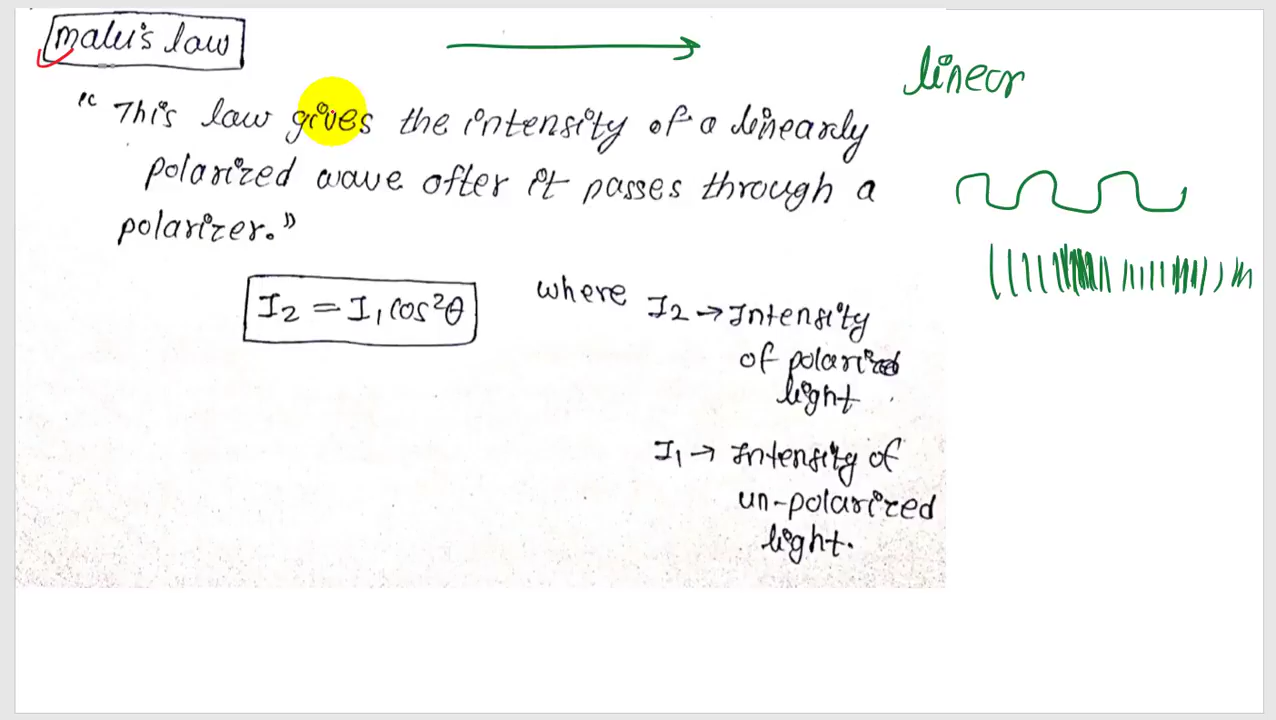 malu's law
linear
"This law gives the intensity of a linearly
polarized wave after it passes through a
polarizer."
I₂ = I₁ cos²θ
where I₂ → Intensity
of polarized
light
I₁ → Intensity of
un-polarized
light.